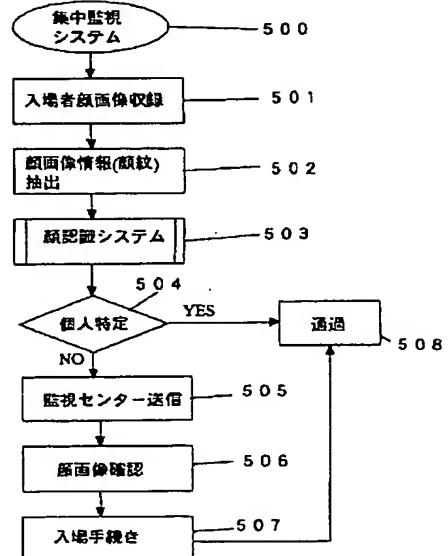 集中監視
システム
500
入場者顔画像収録
501
顔画像情報(顔紋)
抽出
502
顔認識システム
503
504
個人特定
YES
通過
508
NO
監視センター送信
505
顔画像確認
506
入場手続き
507